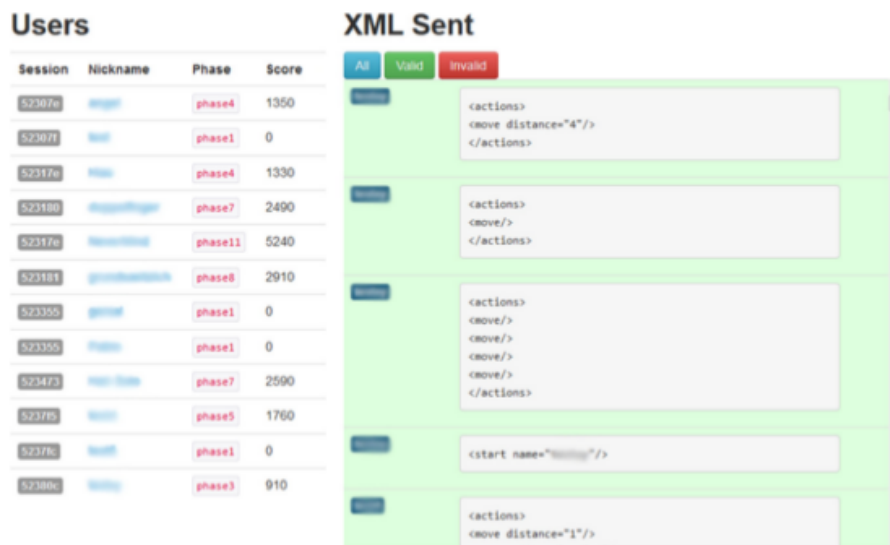 Users
Session Nickname Phase Score
52307e phase4 1350
52307f phase1 0
52317e phase4 1330
523180 phase7 2490
52317e phase11 5240
523181 phase8 2910
523355 phase1 0
523355 phase1 0
523473 phase7 2590
5237f5 phase5 1760
5237fc phase1 0
52380c phase3 910
XML Sent
All Valid Invalid
<actions>
<move distance="4"/>
</actions>
<actions>
<move/>
</actions>
<actions>
<move/>
<move/>
<move/>
<move/>
</actions>
<start name=" "/>
<actions>
<move distance="1"/>